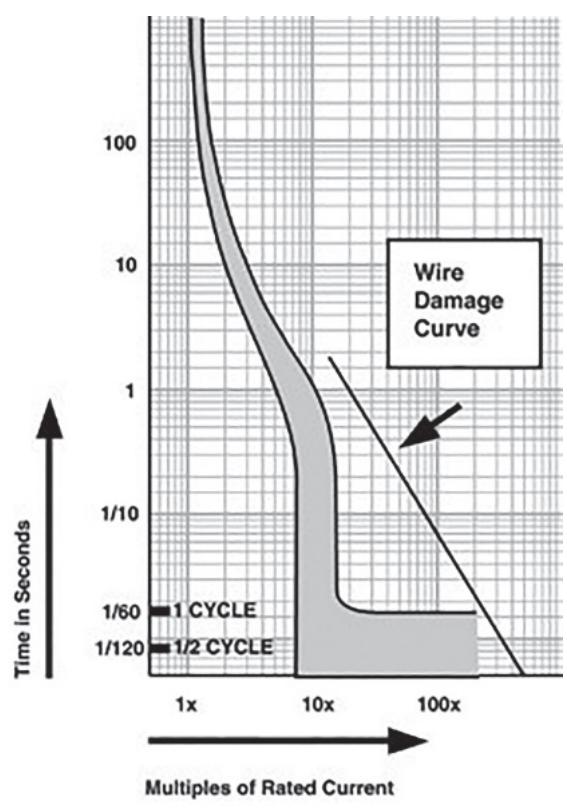 100
10
1
1/10
1/60 1 CYCLE
1/120 1/2 CYCLE
Time in Seconds
Wire
Damage
Curve
1x 10x 100x
Multiples of Rated Current